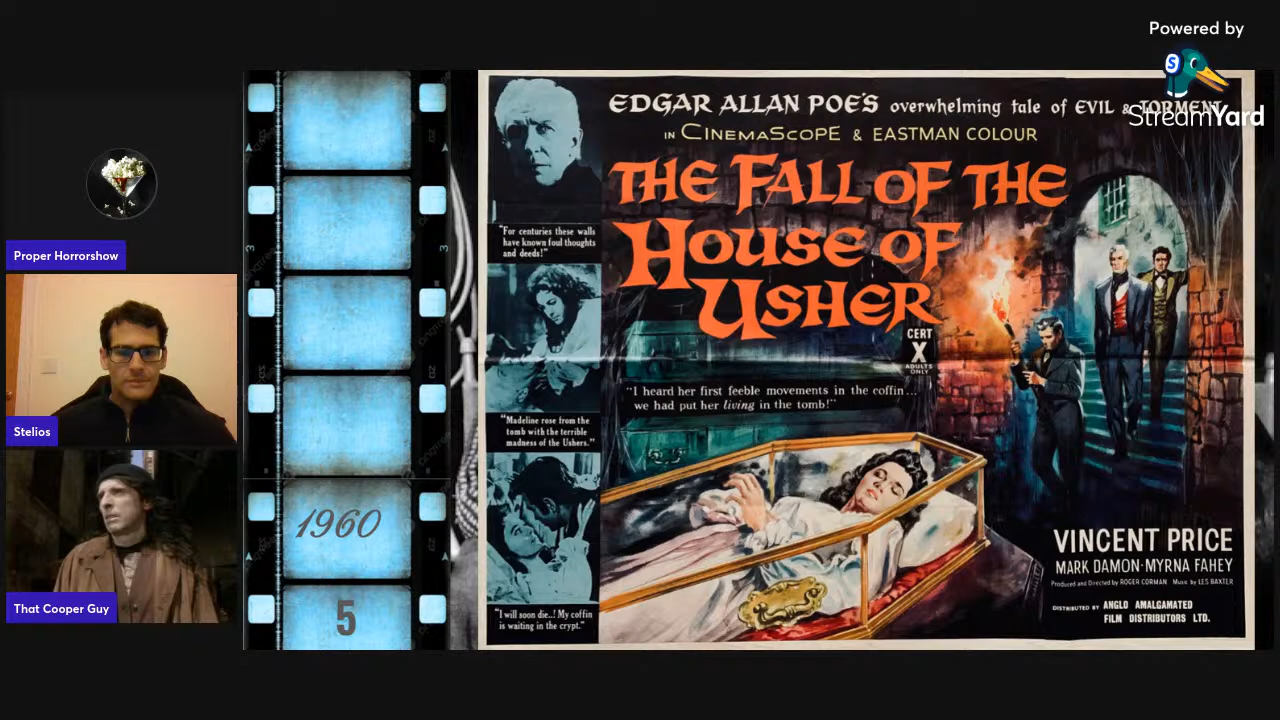 Powered by
S
StreamYard
Proper Horrorshow
Stelios
That Cooper Guy
3
3
1960
5
EDGAR ALLAN POE'S overwhelming tale of EVIL & TORMENT
IN CINEMASCOPE & EASTMAN COLOUR
THE FALL OF THE
HOUSE OF
USHER
CERT
X
ADULTS
ONLY
"For centuries these walls
have known foul thoughts
and deeds!"
"I heard her first feeble movements in the coffin...
we had put her living in the tomb!"
"Madeline rose from the
tomb with the terrible
madness of the Ushers."
"I will soon die..! My coffin
is waiting in the crypt."
VINCENT PRICE
MARK DAMON · MYRNA FAHEY
Produced and Directed by ROGER CORMAN Music by LES BAXTER
DISTRIBUTED BY ANGLO AMALGAMATED
FILM DISTRIBUTORS LTD.